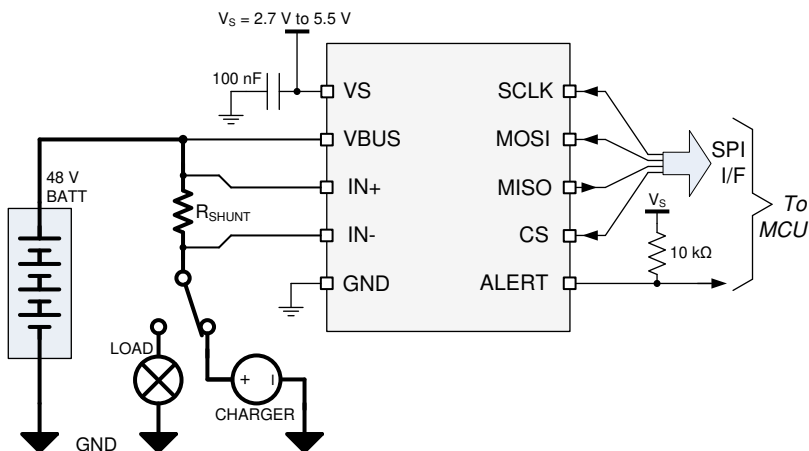 V_S = 2.7 V to 5.5 V
100 nF
VS
SCLK
VBUS
MOSI
SPI
I/F
48 V
BATT
IN+
MISO
R_SHUNT
V_S
To
MCU
IN-
CS
10 kΩ
GND
ALERT
LOAD
+
I
CHARGER
GND